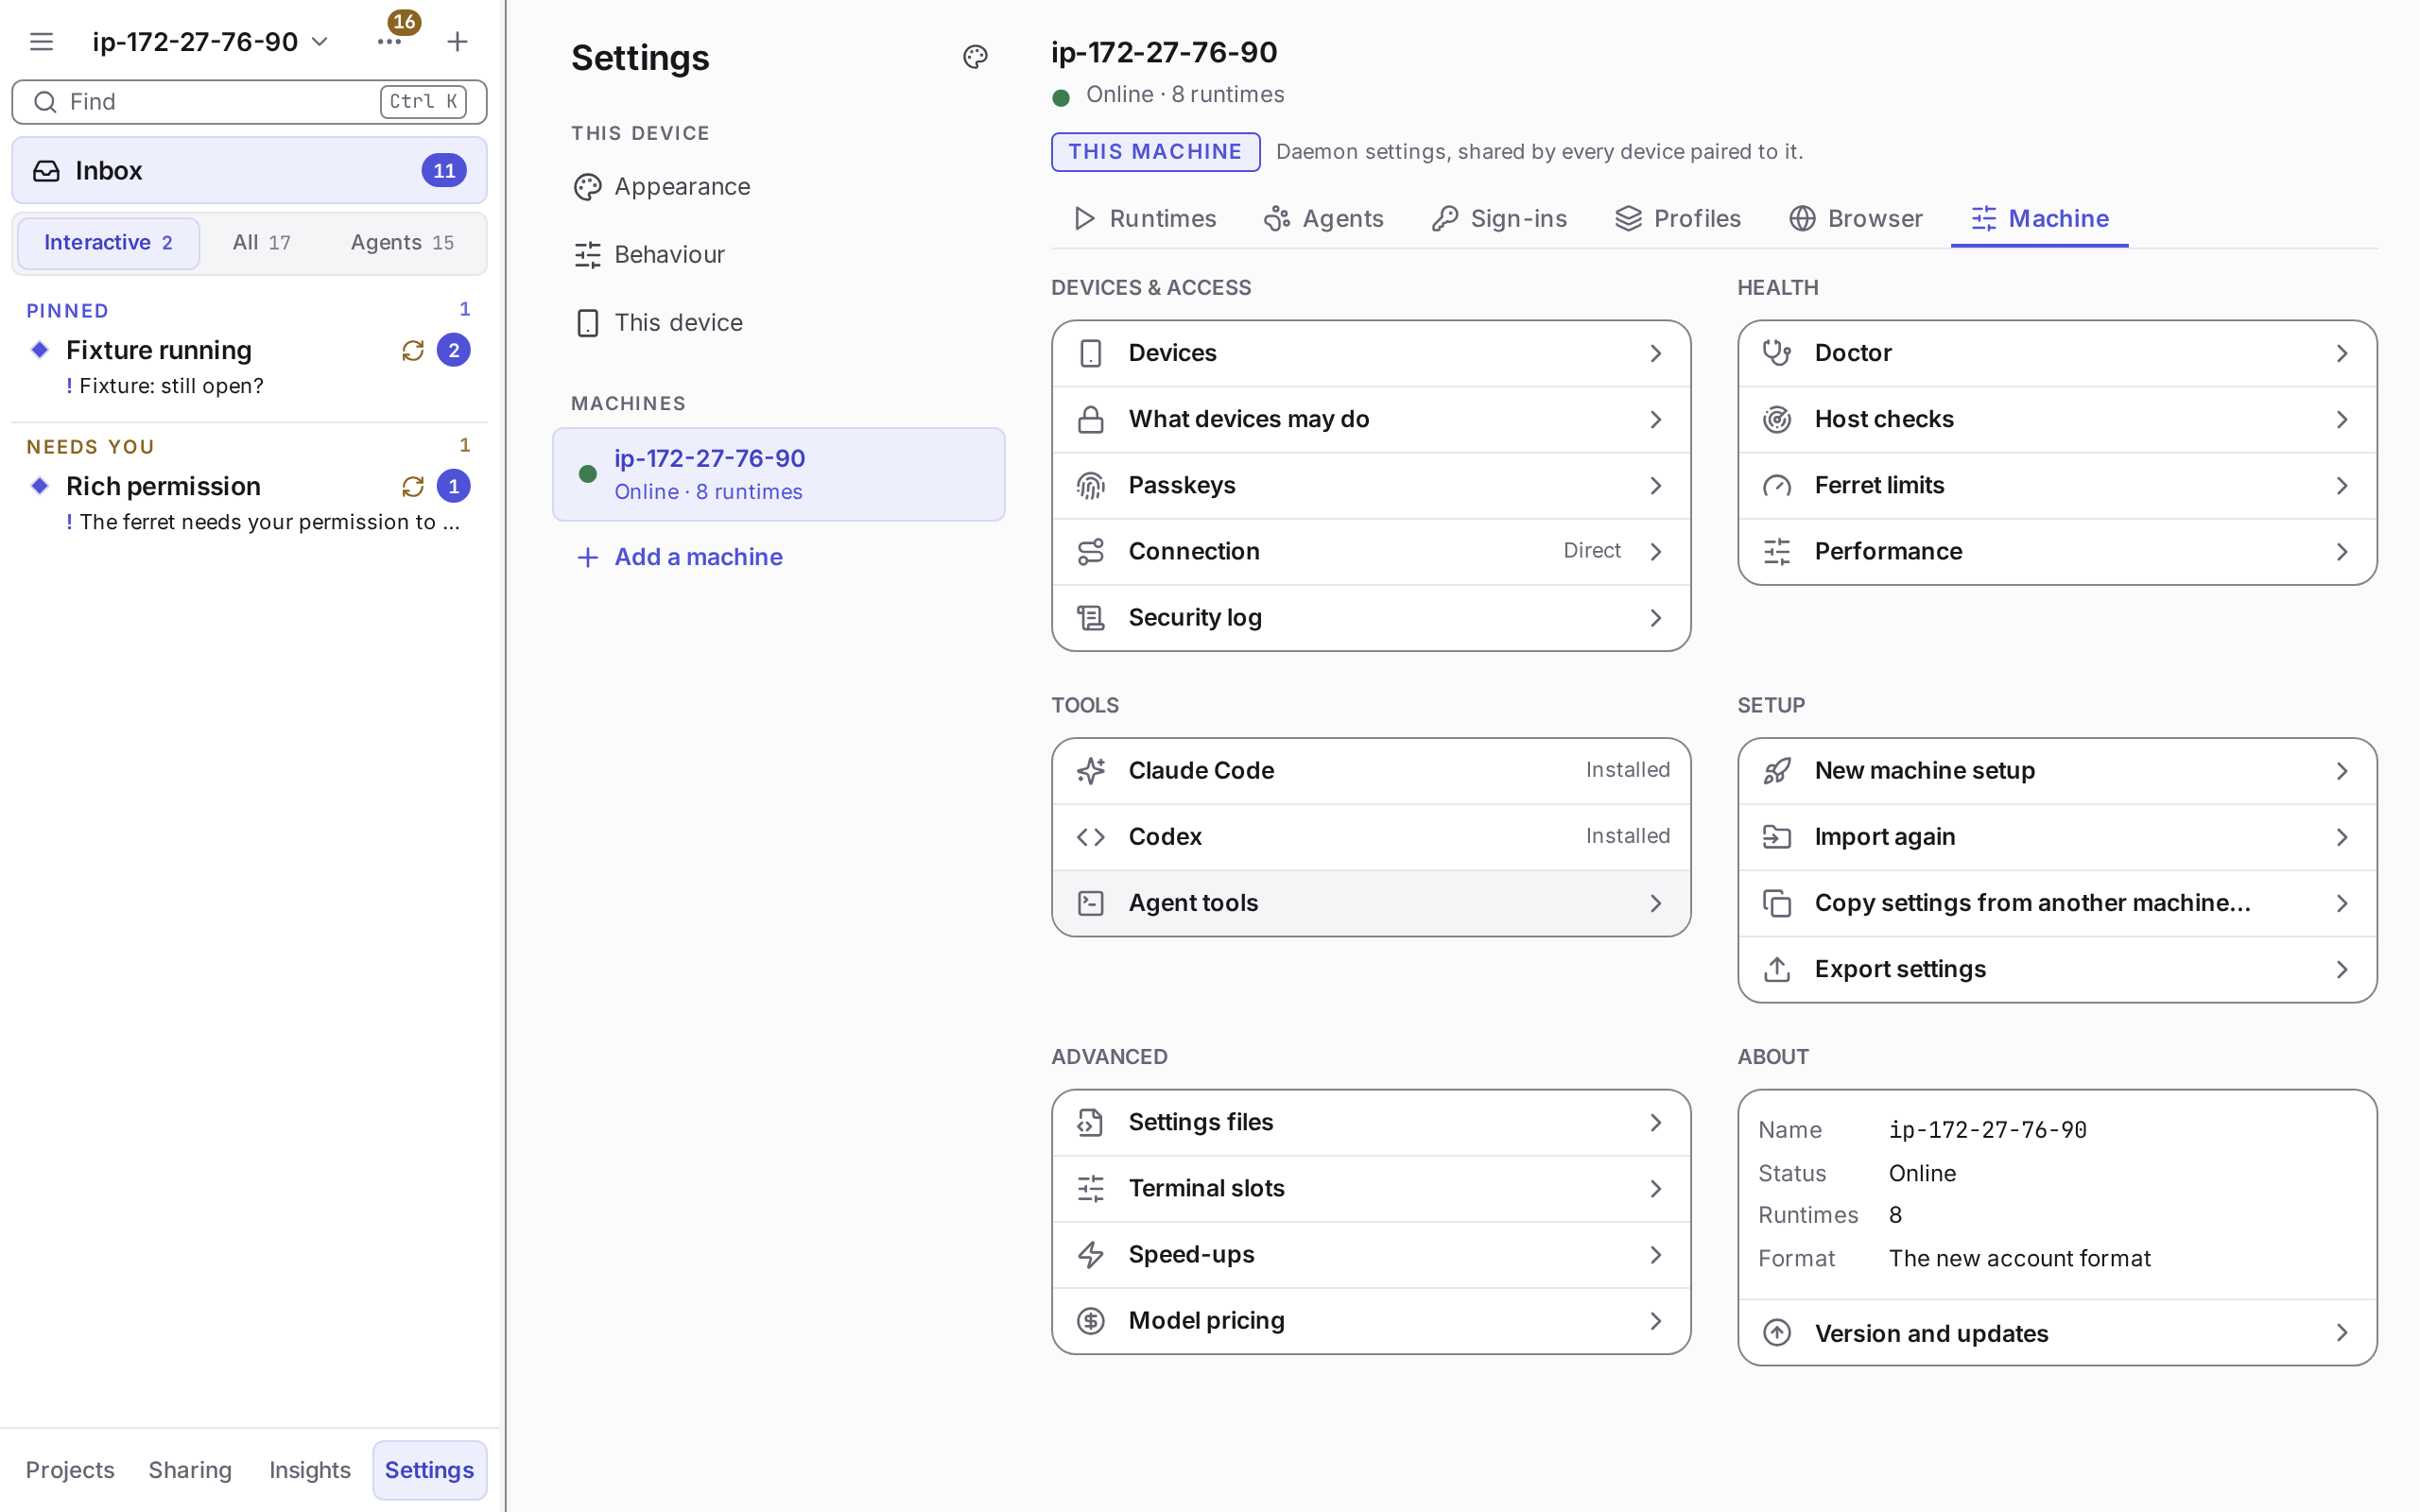 ip-172-27-76-90
16
Find
Ctrl K
Inbox
11
Interactive 2
All 17
Agents 15
PINNED
1
Fixture running
2
! Fixture: still open?
NEEDS YOU
1
Rich permission
1
! The ferret needs your permission to ...
Projects
Sharing
Insights
Settings
Settings
THIS DEVICE
Appearance
Behaviour
This device
MACHINES
ip-172-27-76-90
Online · 8 runtimes
Add a machine
ip-172-27-76-90
Online · 8 runtimes
THIS MACHINE
Daemon settings, shared by every device paired to it.
Runtimes
Agents
Sign-ins
Profiles
Browser
Machine
DEVICES & ACCESS
Devices
What devices may do
Passkeys
Connection
Direct
Security log
HEALTH
Doctor
Host checks
Ferret limits
Performance
TOOLS
Claude Code
Installed
Codex
Installed
Agent tools
SETUP
New machine setup
Import again
Copy settings from another machine...
Export settings
ADVANCED
Settings files
Terminal slots
Speed-ups
Model pricing
ABOUT
Name ip-172-27-76-90
Status Online
Runtimes 8
Format The new account format
Version and updates